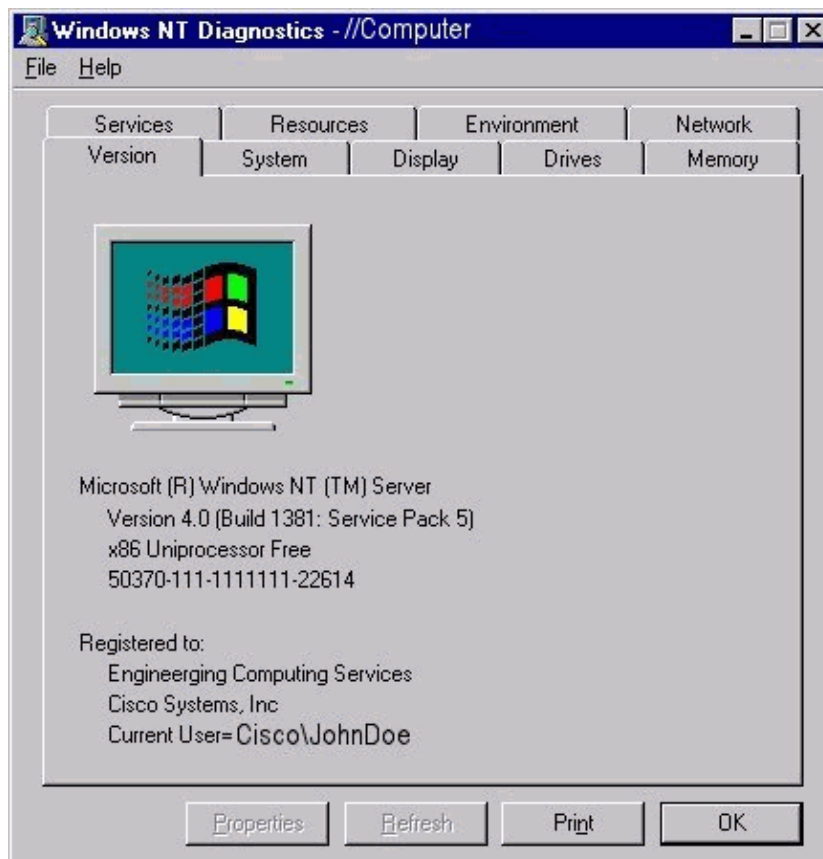 Windows NT Diagnostics - //Computer
File Help
Services Resources Environment Network
Version System Display Drives Memory
Microsoft (R) Windows NT (TM) Server
Version 4.0 (Build 1381: Service Pack 5)
x86 Uniprocessor Free
50370-111-1111111-22614
Registered to:
Engineerging Computing Services
Cisco Systems, Inc
Current User= Cisco\JohnDoe
Properties Refresh Print OK